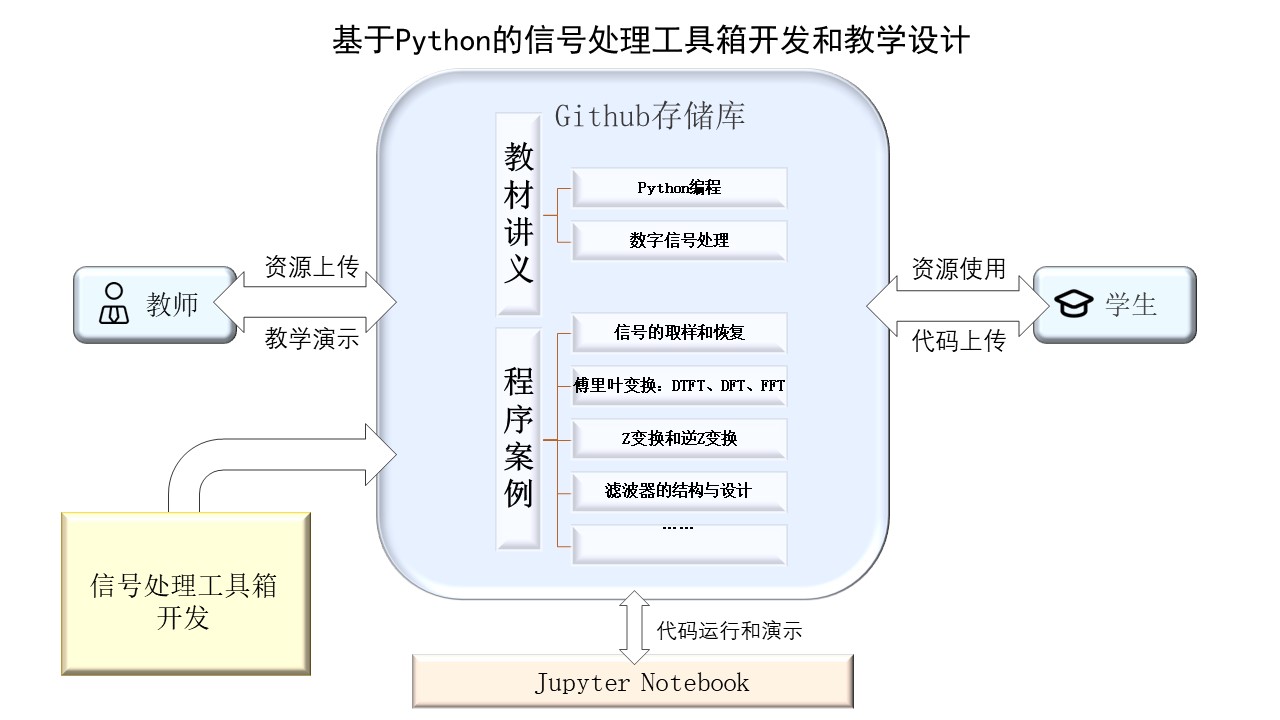 基于Python的信号处理工具箱开发和教学设计
Github存储库
教材讲义
Python编程
数字信号处理
程序案例
信号的取样和恢复
傅里叶变换：DTFT、DFT、FFT
Z变换和逆Z变换
滤波器的结构与设计
……
资源上传
教师
教学演示
资源使用
学生
代码上传
信号处理工具箱
开发
代码运行和演示
Jupyter Notebook